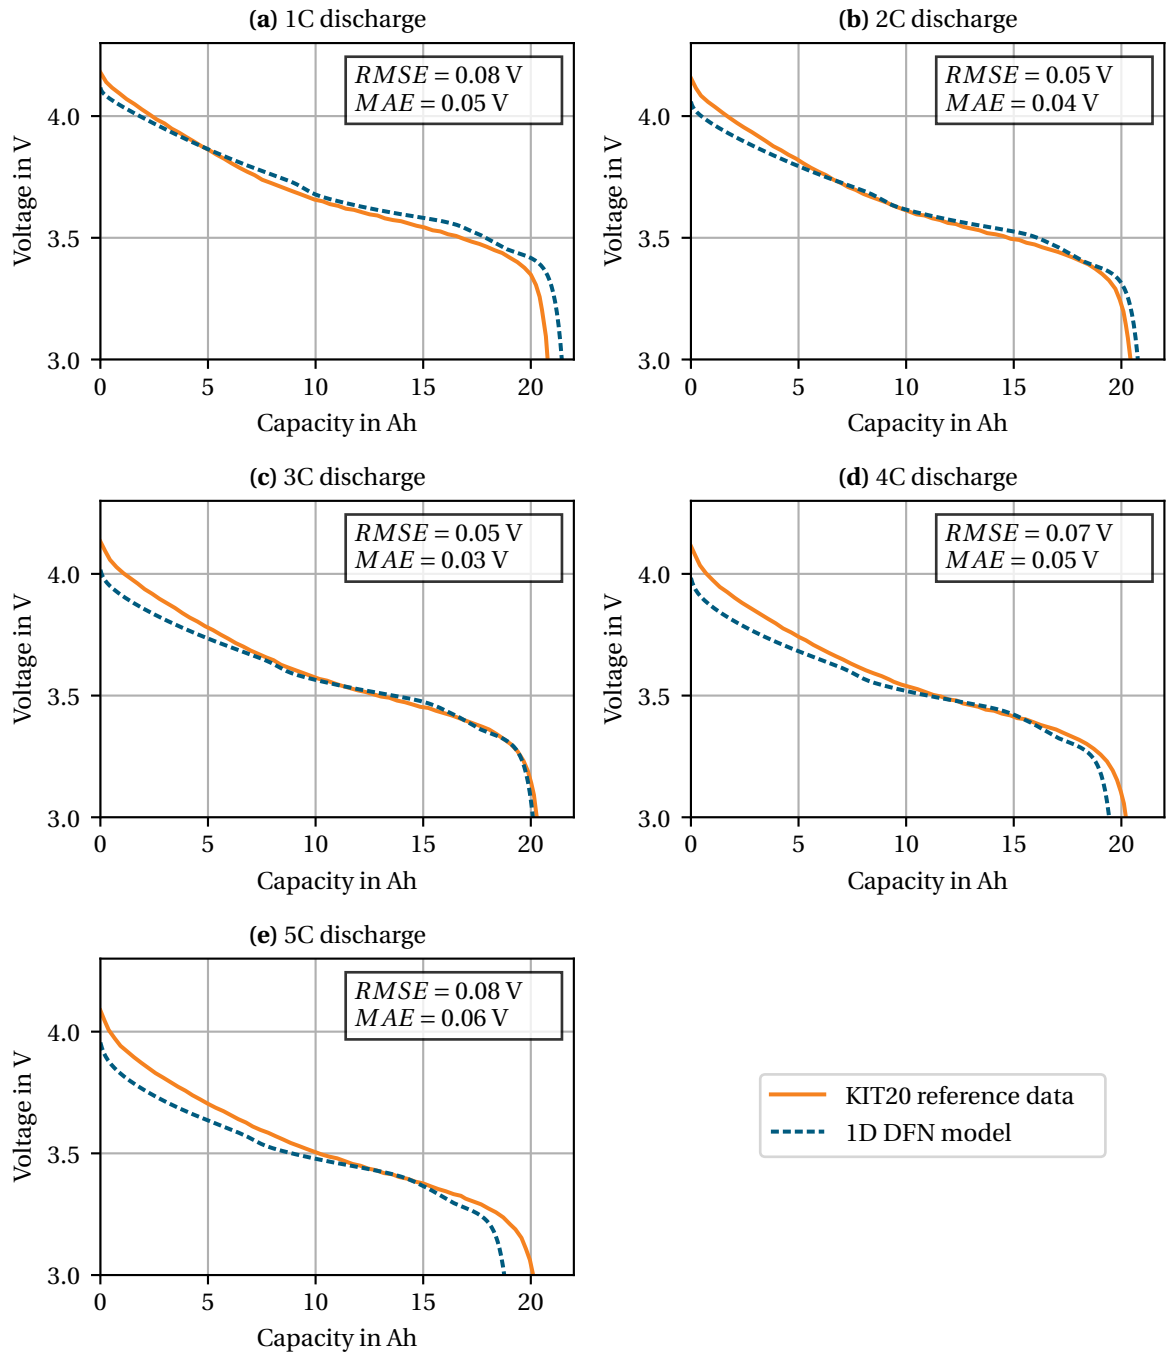 (a) 1C discharge
RMSE = 0.08 V
MAE = 0.05 V
Voltage in V
4.0
3.5
3.0
0 5 10 15 20
Capacity in Ah
(b) 2C discharge
RMSE = 0.05 V
MAE = 0.04 V
Voltage in V
4.0
3.5
3.0
0 5 10 15 20
Capacity in Ah
(c) 3C discharge
RMSE = 0.05 V
MAE = 0.03 V
Voltage in V
4.0
3.5
3.0
0 5 10 15 20
Capacity in Ah
(d) 4C discharge
RMSE = 0.07 V
MAE = 0.05 V
Voltage in V
4.0
3.5
3.0
0 5 10 15 20
Capacity in Ah
(e) 5C discharge
RMSE = 0.08 V
MAE = 0.06 V
Voltage in V
4.0
3.5
3.0
0 5 10 15 20
Capacity in Ah
KIT20 reference data
1D DFN model